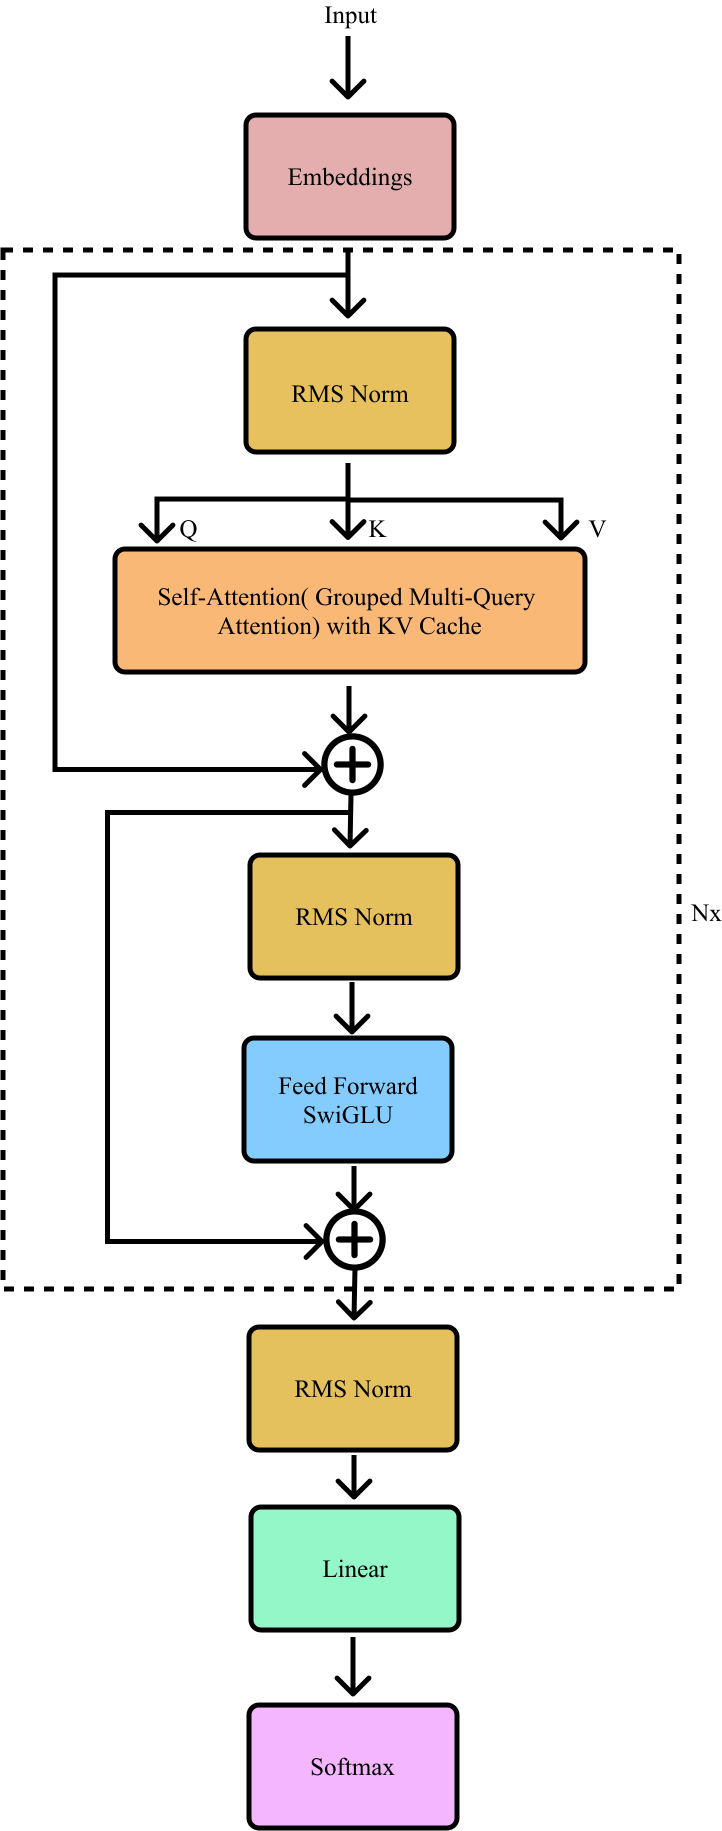 Input
Embeddings
RMS Norm
Q
K
V
Self-Attention( Grouped Multi-Query
Attention) with KV Cache
RMS Norm
Nx
Feed Forward
SwiGLU
RMS Norm
Linear
Softmax